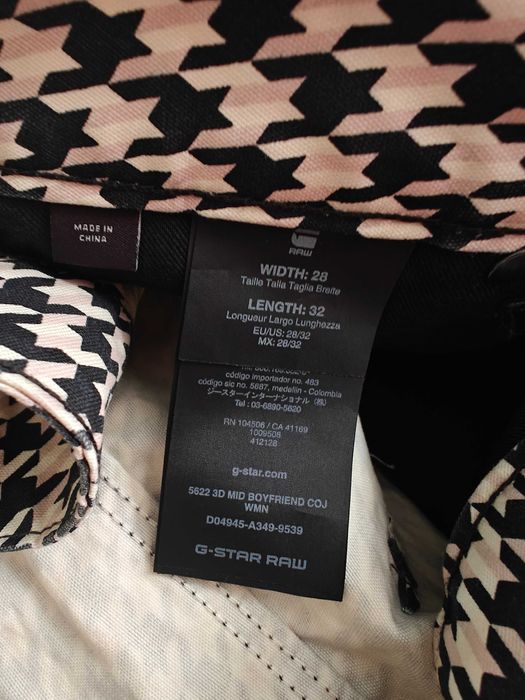 MADE IN
CHINA
RAW
WIDTH: 28
Taille Talla Taglia Breite
LENGTH: 32
Longueur Largo Lunghezza
EU/US: 28/32
MX: 28/32
código importador no. 483
código sic no. 5687, medellin - Colombia
ジースターインターナショナル（株）
Tel : 03-6890-5620
RN 104506 / CA 41169
1009508
412128
g-star.com
5622 3D MID BOYFRIEND COJ
WMN
D04945-A349-9539
G-STAR RAW